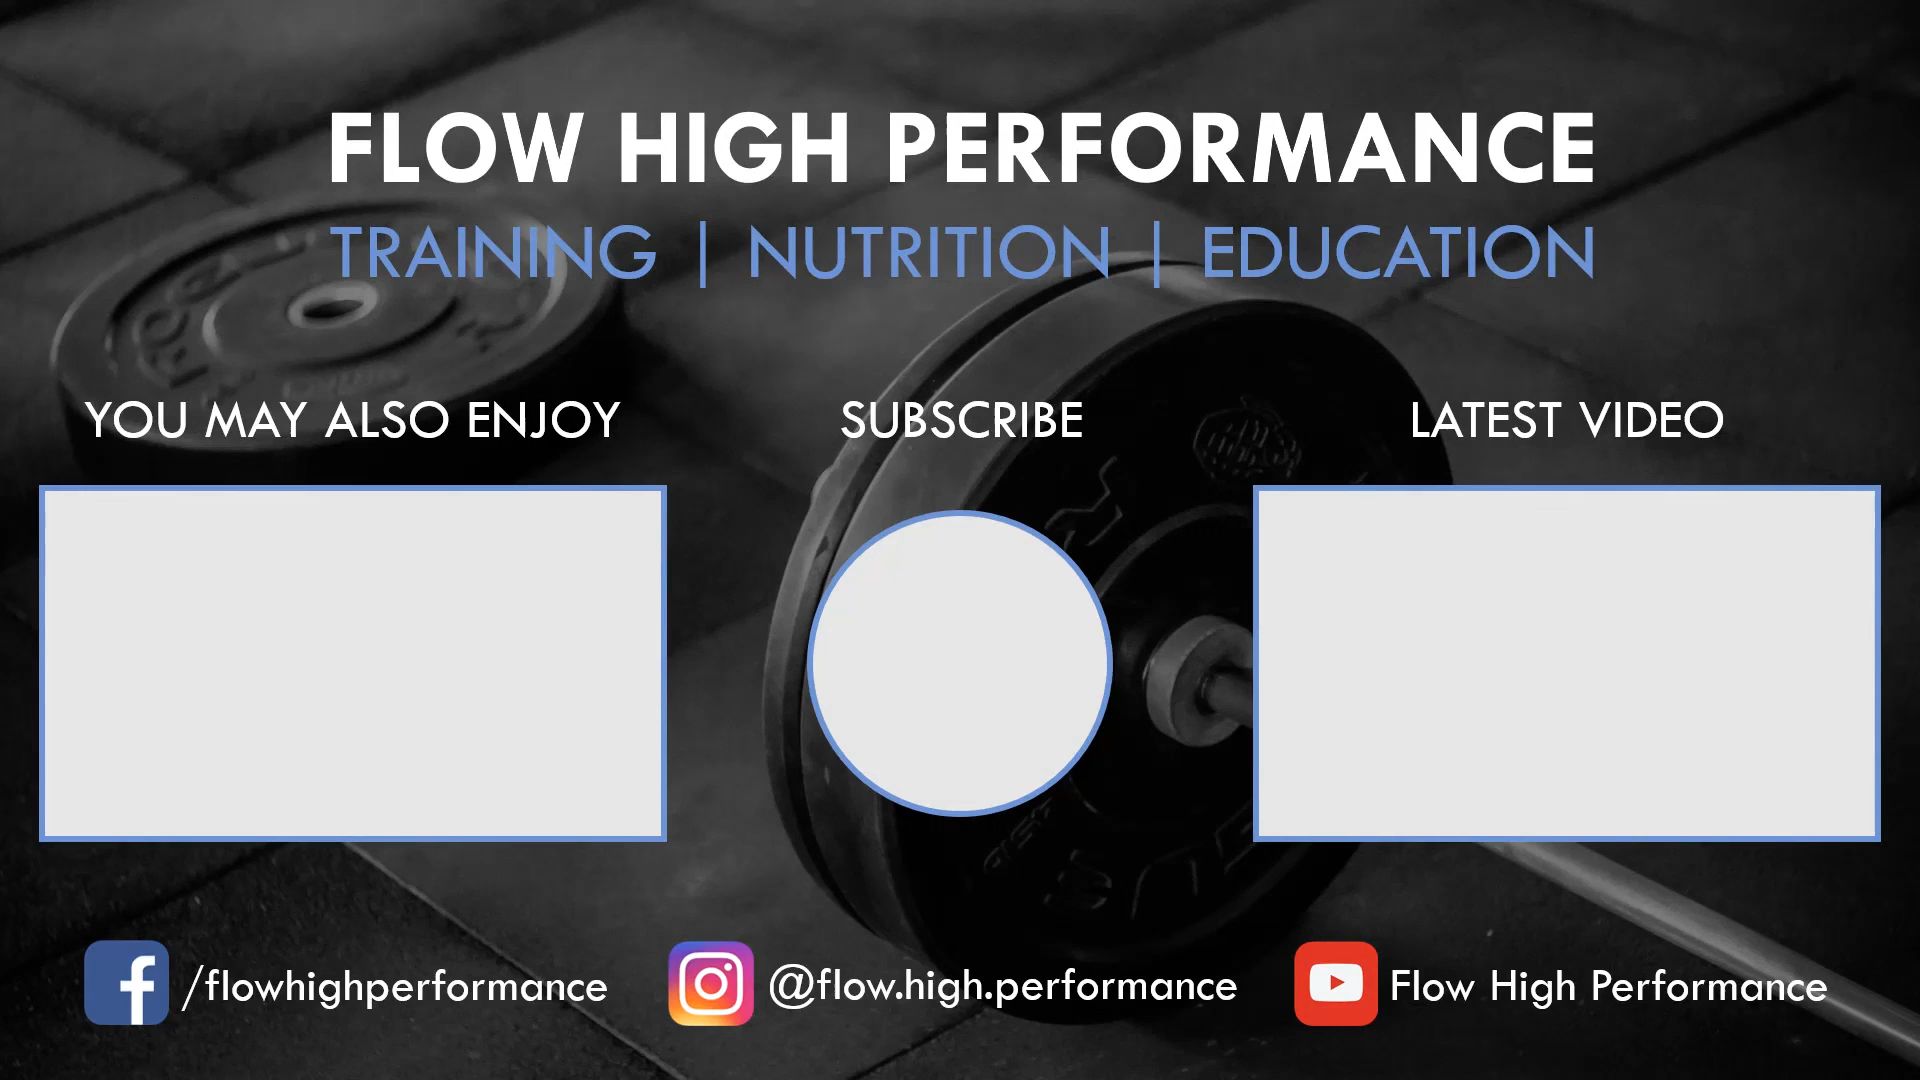 FLOW HIGH PERFORMANCE
TRAINING | NUTRITION | EDUCATION
YOU MAY ALSO ENJOY
SUBSCRIBE
LATEST VIDEO
/flowhighperformance
@flow.high.performance
Flow High Performance